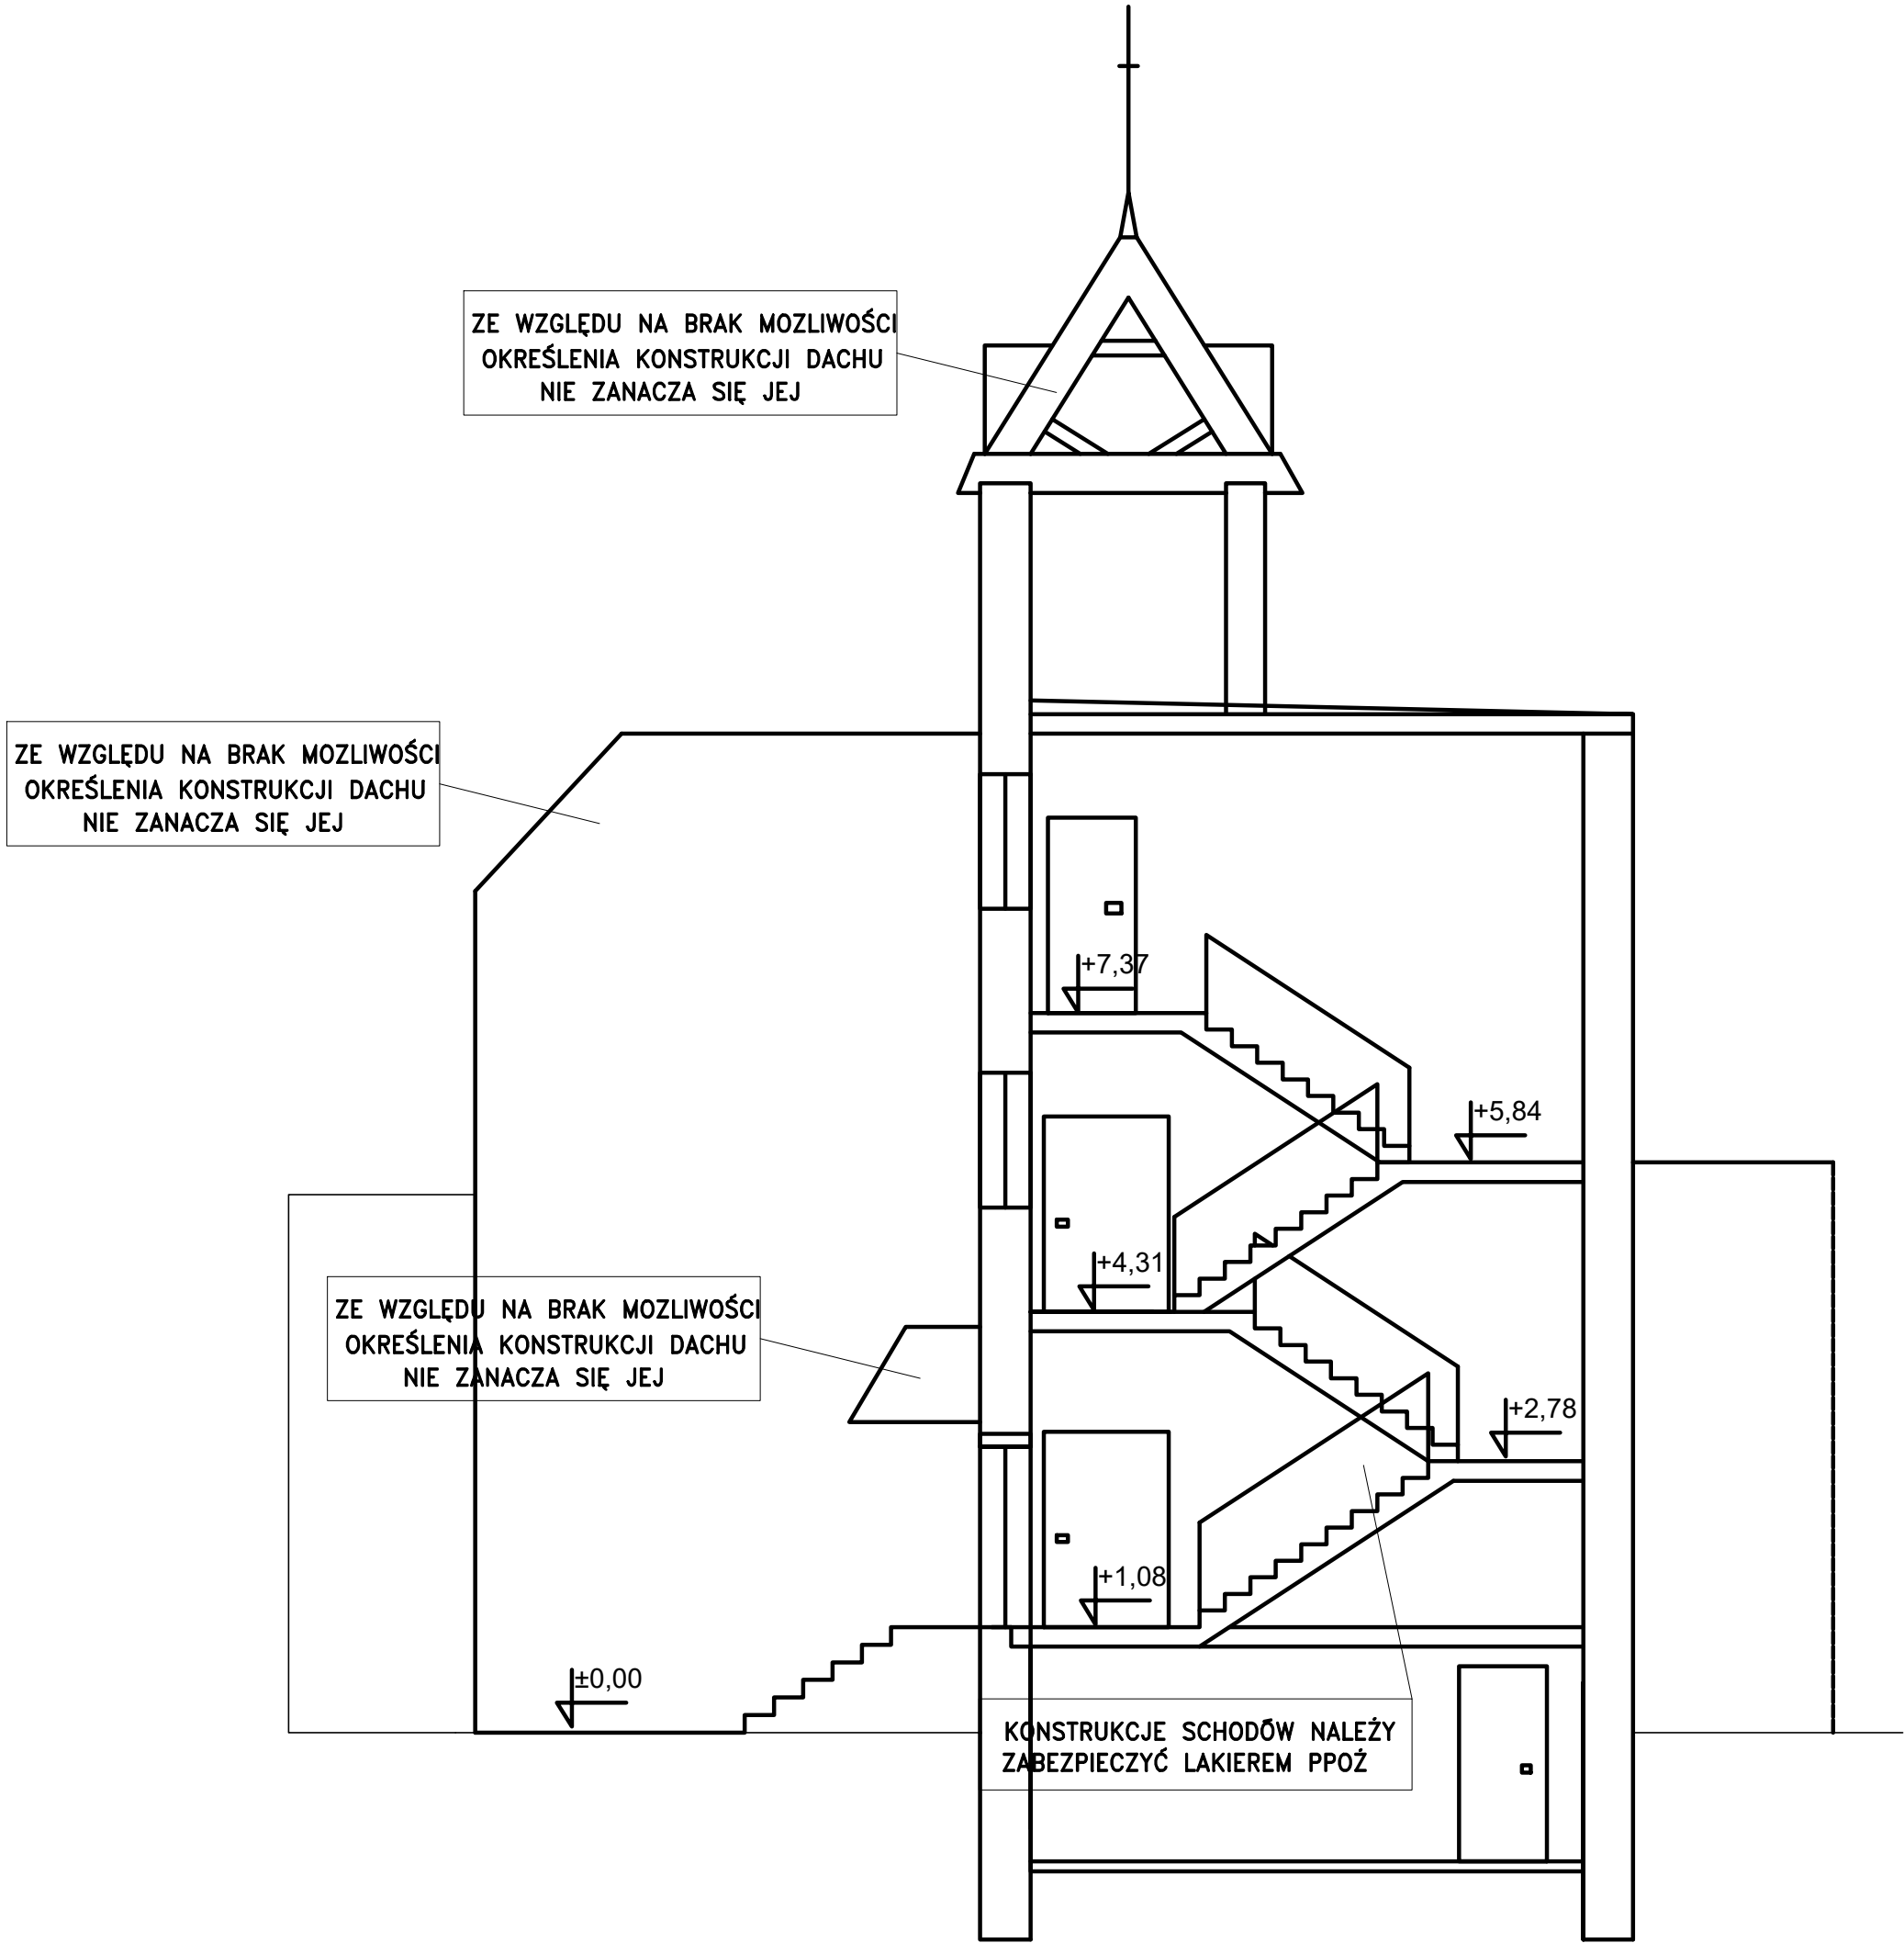 ZE WZGLĘDU NA BRAK MOZLIWOŚCI
OKREŚLENIA KONSTRUKCJI DACHU
NIE ZANACZA SIĘ JEJ
ZE WZGLĘDU NA BRAK MOZLIWOŚCI
OKREŚLENIA KONSTRUKCJI DACHU
NIE ZANACZA SIĘ JEJ
+7,37
+5,84
+4,31
ZE WZGLĘDU NA BRAK MOZLIWOŚCI
OKREŚLENIA KONSTRUKCJI DACHU
NIE ZANACZA SIĘ JEJ
+2,78
+1,08
±0,00
KONSTRUKCJE SCHODÓW NALEŻY
ZABEZPIECZYĆ LAKIEREM PPOŻ